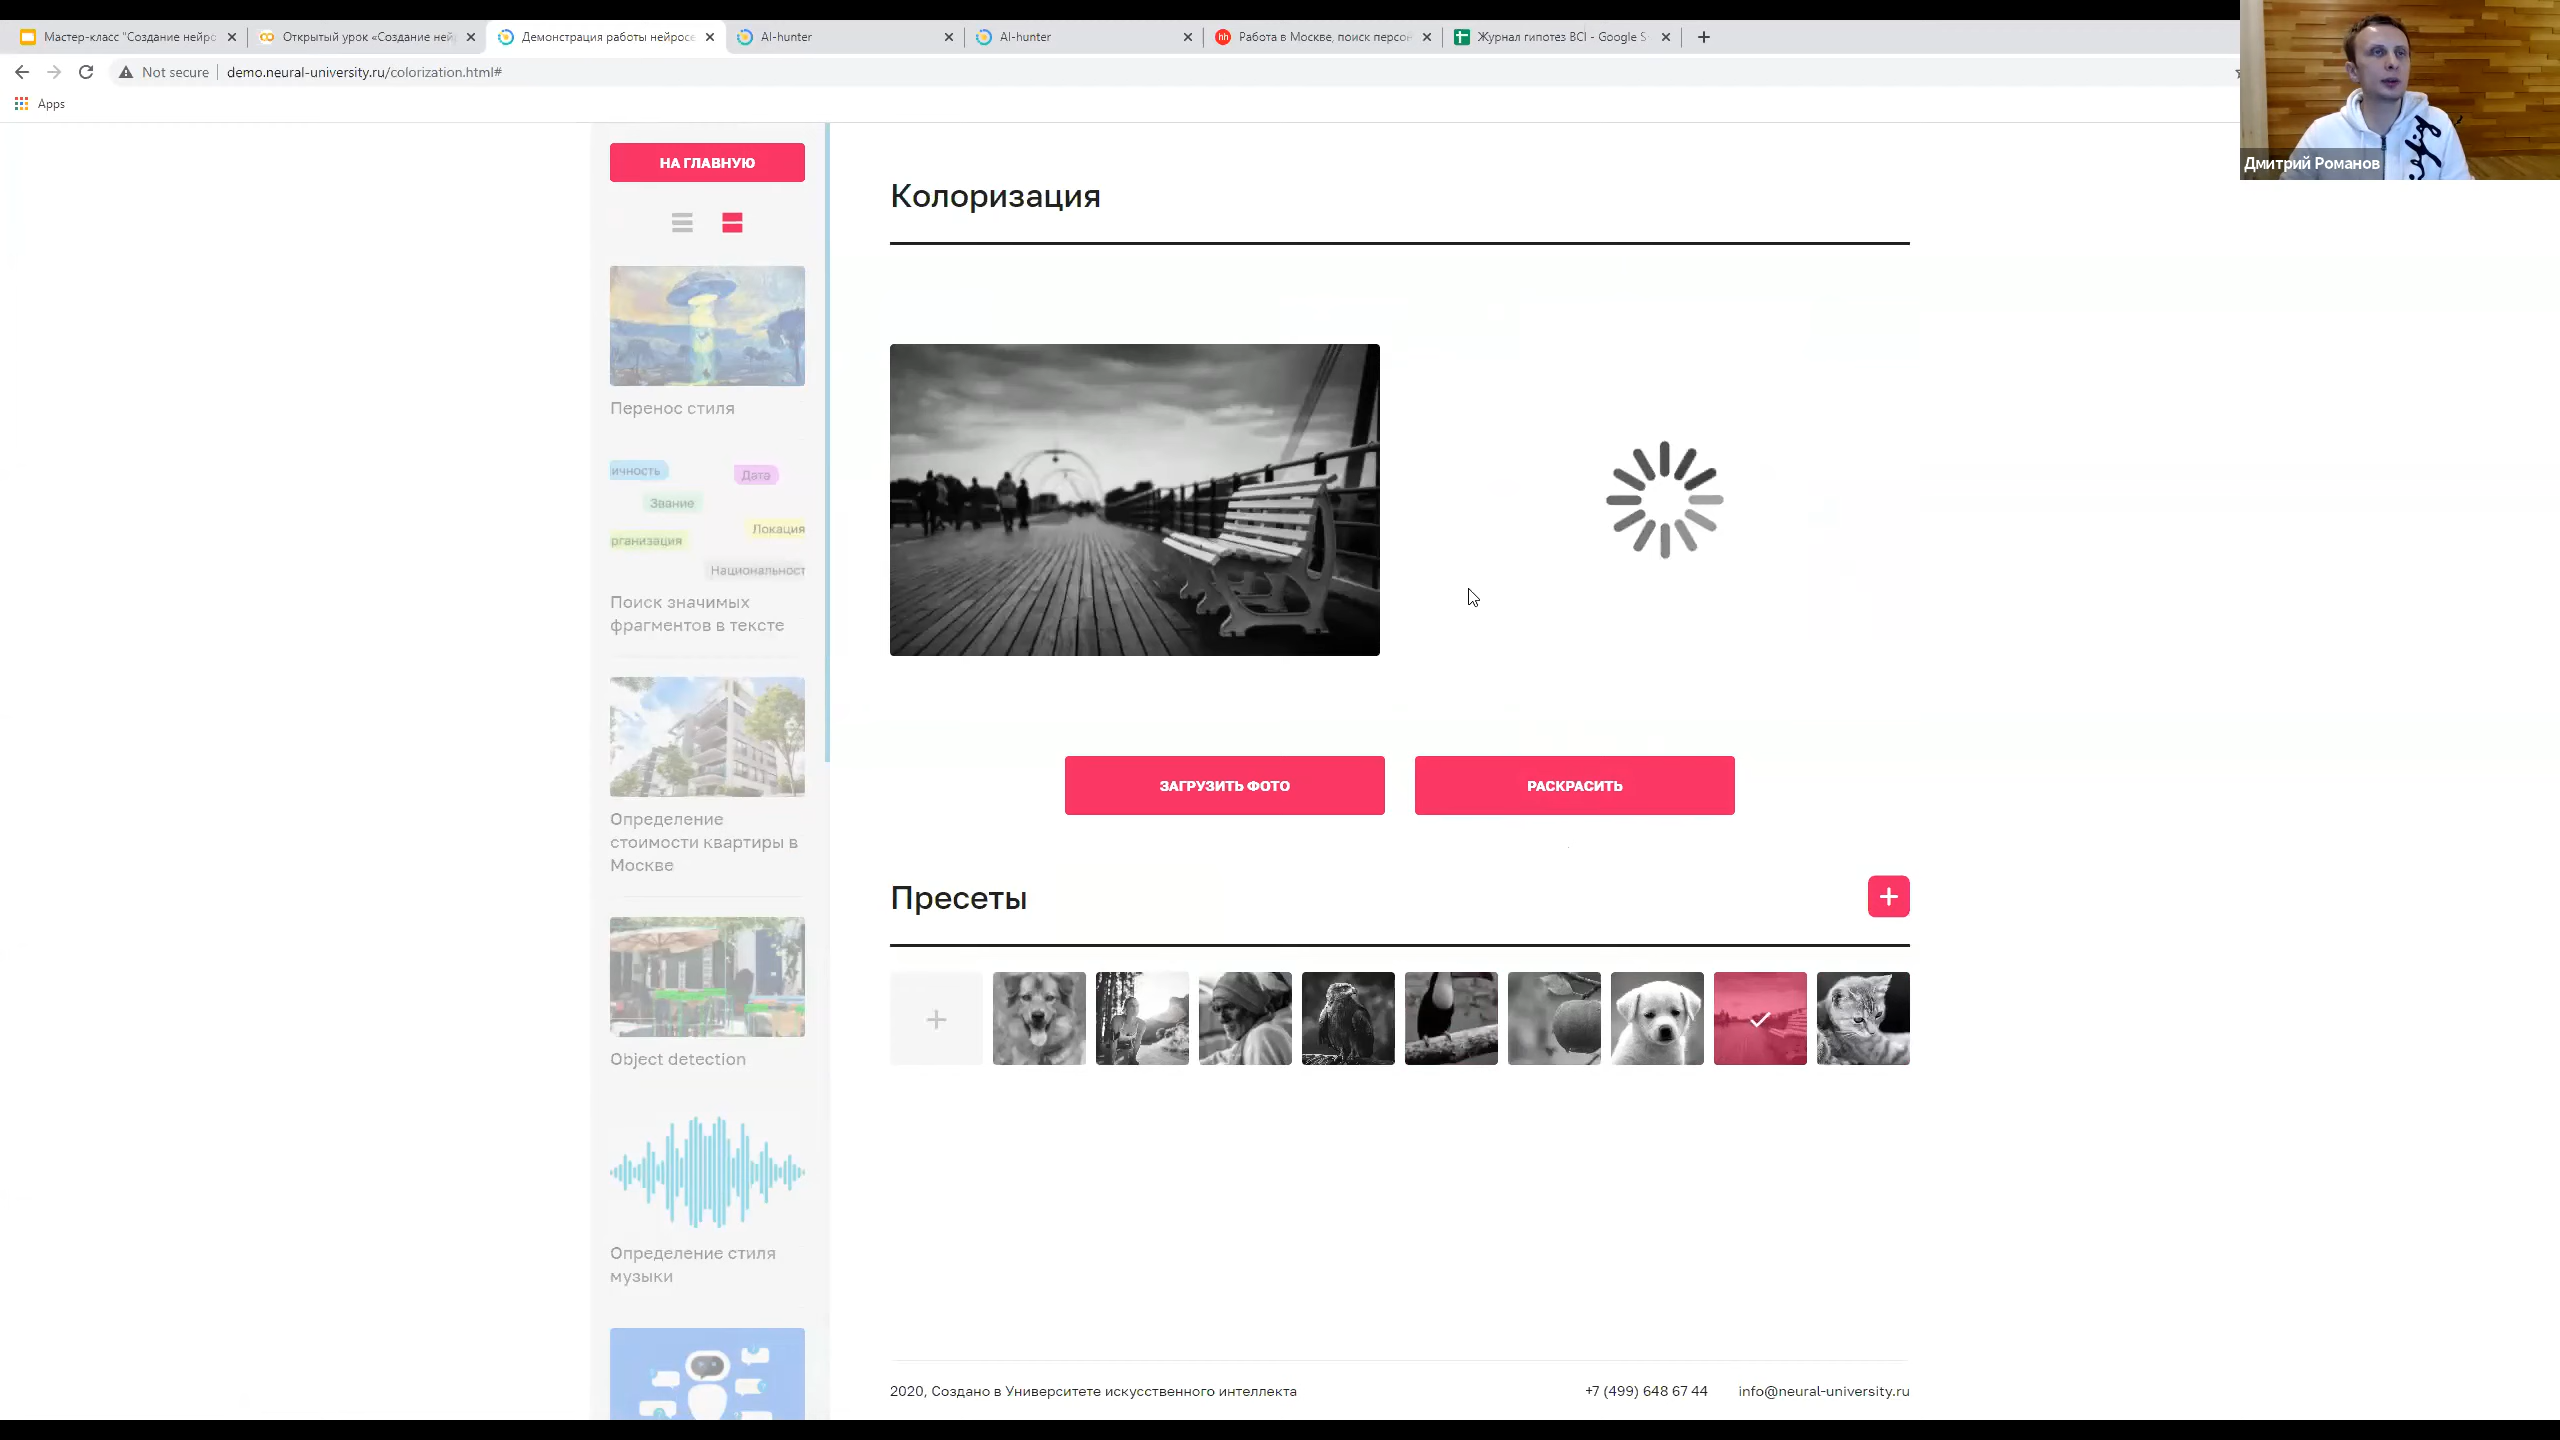 Мастер-класс "Создание нейро
Открытый урок «Создание ней
Демонстрация работы нейросе
AI-hunter
AI-hunter
hh
Работа в Москве, поиск персо
Журнал гипотез BCI - Google S
Not secure
demo.neural-university.ru/colorization.html#
Apps
Дмитрий Романов
НА ГЛАВНУЮ
Перенос стиля
ичность
Дата
Звание
Локация
рганизация
Национальност
Поиск значимых
фрагментов в тексте
Определение
стоимости квартиры в
Москве
Object detection
Определение стиля
музыки
Колоризация
ЗАГРУЗИТЬ ФОТО
РАСКРАСИТЬ
Пресеты
2020, Создано в Университете искусственного интеллекта
+7 (499) 648 67 44
info@neural-university.ru